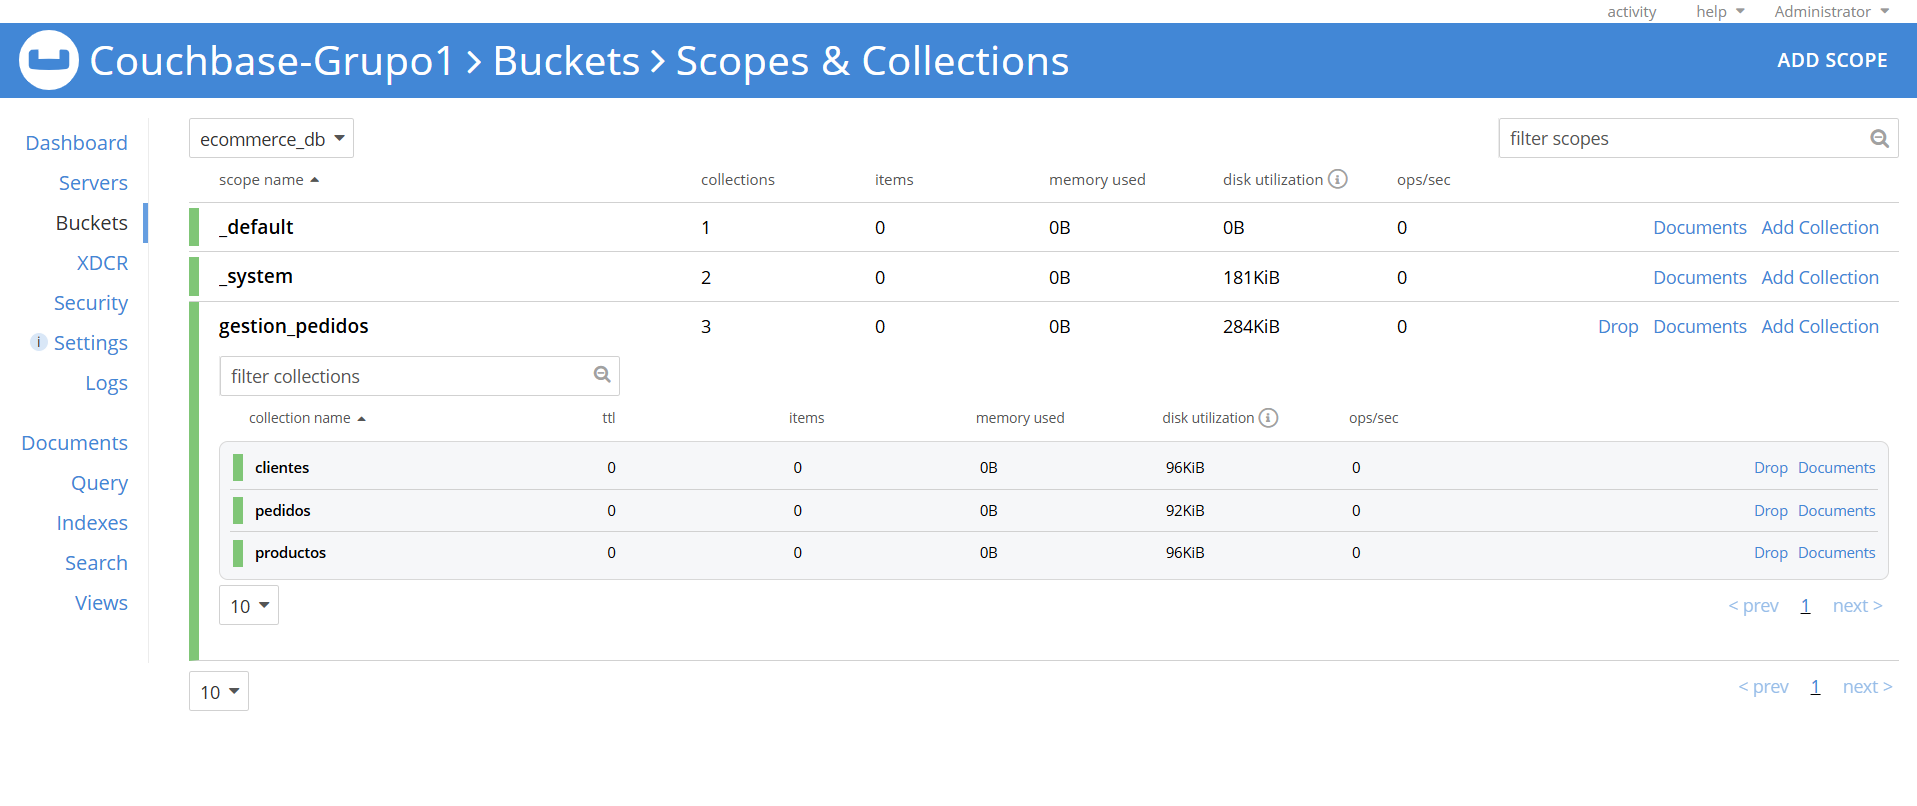 activity help Administrator
Couchbase-Grupo1 > Buckets > Scopes & Collections ADD SCOPE
Dashboard
Servers
Buckets
XDCR
Security
i Settings
Logs
Documents
Query
Indexes
Search
Views
ecommerce_db filter scopes
scope name collections items memory used disk utilization i ops/sec
_default 1 0 0B 0B 0 Documents Add Collection
_system 2 0 0B 181KiB 0 Documents Add Collection
gestion_pedidos 3 0 0B 284KiB 0 Drop Documents Add Collection
filter collections
collection name ttl items memory used disk utilization i ops/sec
clientes 0 0 0B 96KiB 0 Drop Documents
pedidos 0 0 0B 92KiB 0 Drop Documents
productos 0 0 0B 96KiB 0 Drop Documents
10 < prev 1 next >
10 < prev 1 next >